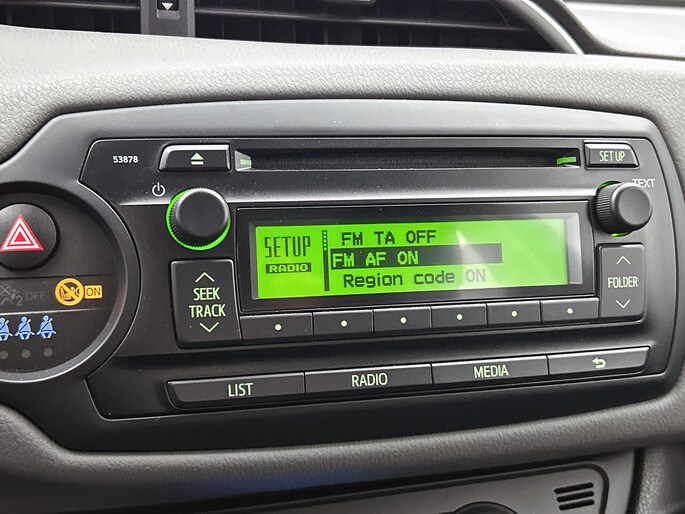 53878
SET UP
TEXT
SETUP
RADIO
FM TA OFF
FM AF ON
Region code ON
SEEK
TRACK
FOLDER
2 OFF
ON
LIST
RADIO
MEDIA